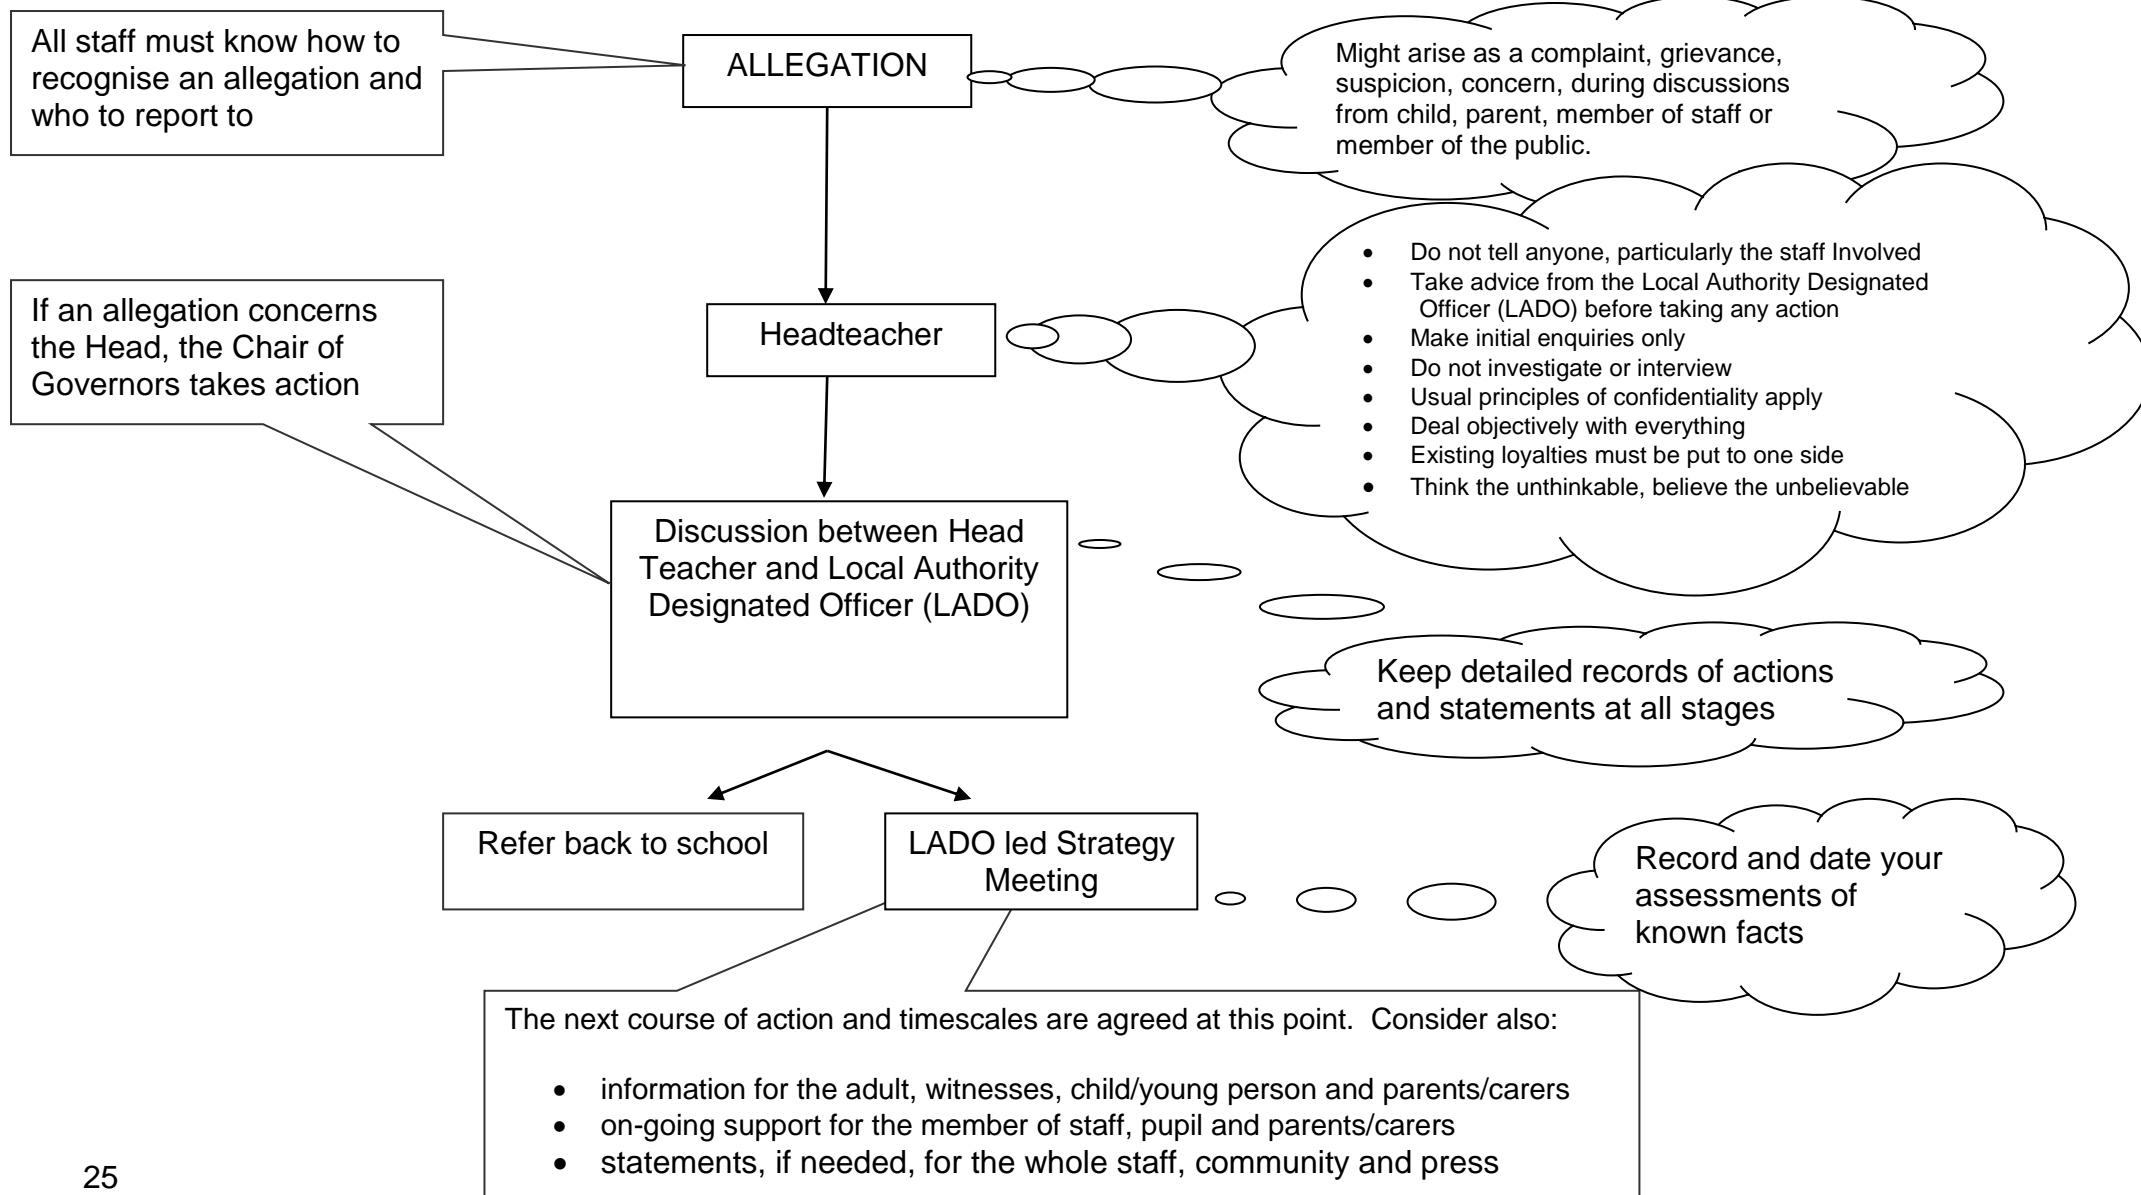 All staff must know how to
recognise an allegation and
who to report to
ALLEGATION
Might arise as a complaint, grievance,
suspicion, concern, during discussions
from child, parent, member of staff or
member of the public.
If an allegation concerns
the Head, the Chair of
Governors takes action
Headteacher
• Do not tell anyone, particularly the staff Involved
• Take advice from the Local Authority Designated
Officer (LADO) before taking any action
• Make initial enquiries only
• Do not investigate or interview
• Usual principles of confidentiality apply
• Deal objectively with everything
• Existing loyalties must be put to one side
• Think the unthinkable, believe the unbelievable
Discussion between Head
Teacher and Local Authority
Designated Officer (LADO)
Keep detailed records of actions
and statements at all stages
Refer back to school
LADO led Strategy
Meeting
Record and date your
assessments of
known facts
The next course of action and timescales are agreed at this point.  Consider also:
• information for the adult, witnesses, child/young person and parents/carers
• on-going support for the member of staff, pupil and parents/carers
• statements, if needed, for the whole staff, community and press
25